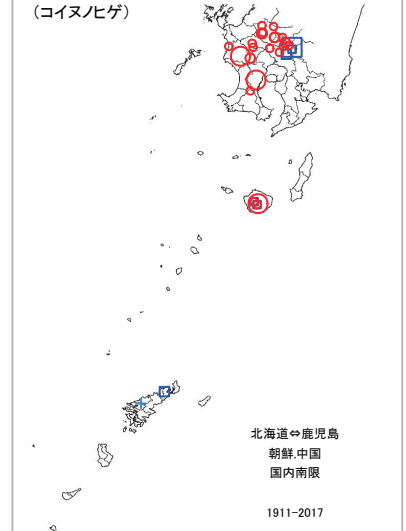 (コイヌノヒゲ)
北海道⇔鹿児島
朝鮮,中国
国内南限
1911-2017